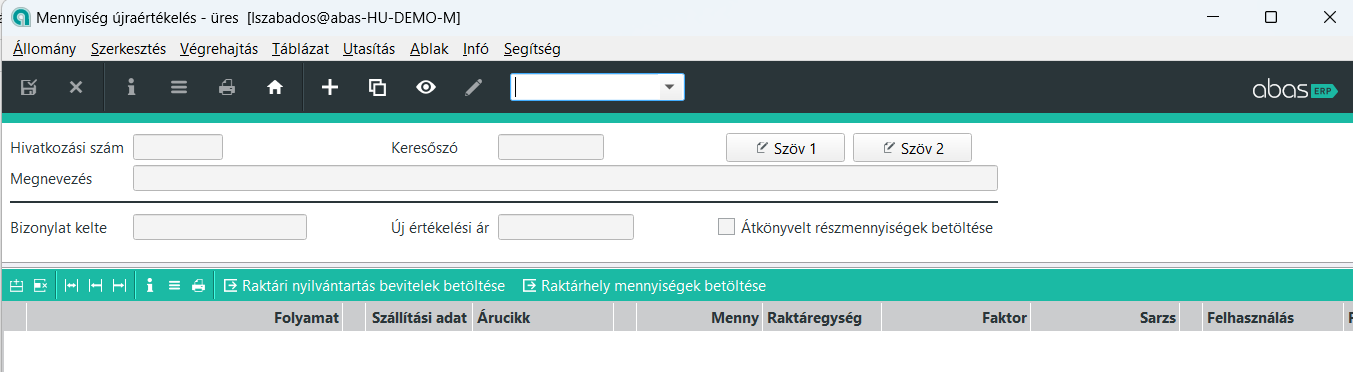 Mennyiség újraértékelés - üres [lszabados@abas-HU-DEMO-M]
Állomány Szerkesztés Végrehajtás Táblázat Utasítás Ablak Infó Segítség
abas ERP
Hivatkozási szám Keresőszó Szöv 1 Szöv 2
Megnevezés
Bizonylat kelte Új értékelési ár Átkönyvelt részmennyiségek betöltése
Raktári nyilvántartás bevitelek betöltése Raktárhely mennyiségek betöltése
Folyamat Szállítási adat Árucikk Menny Raktáregység Faktor Sarzs Felhasználás